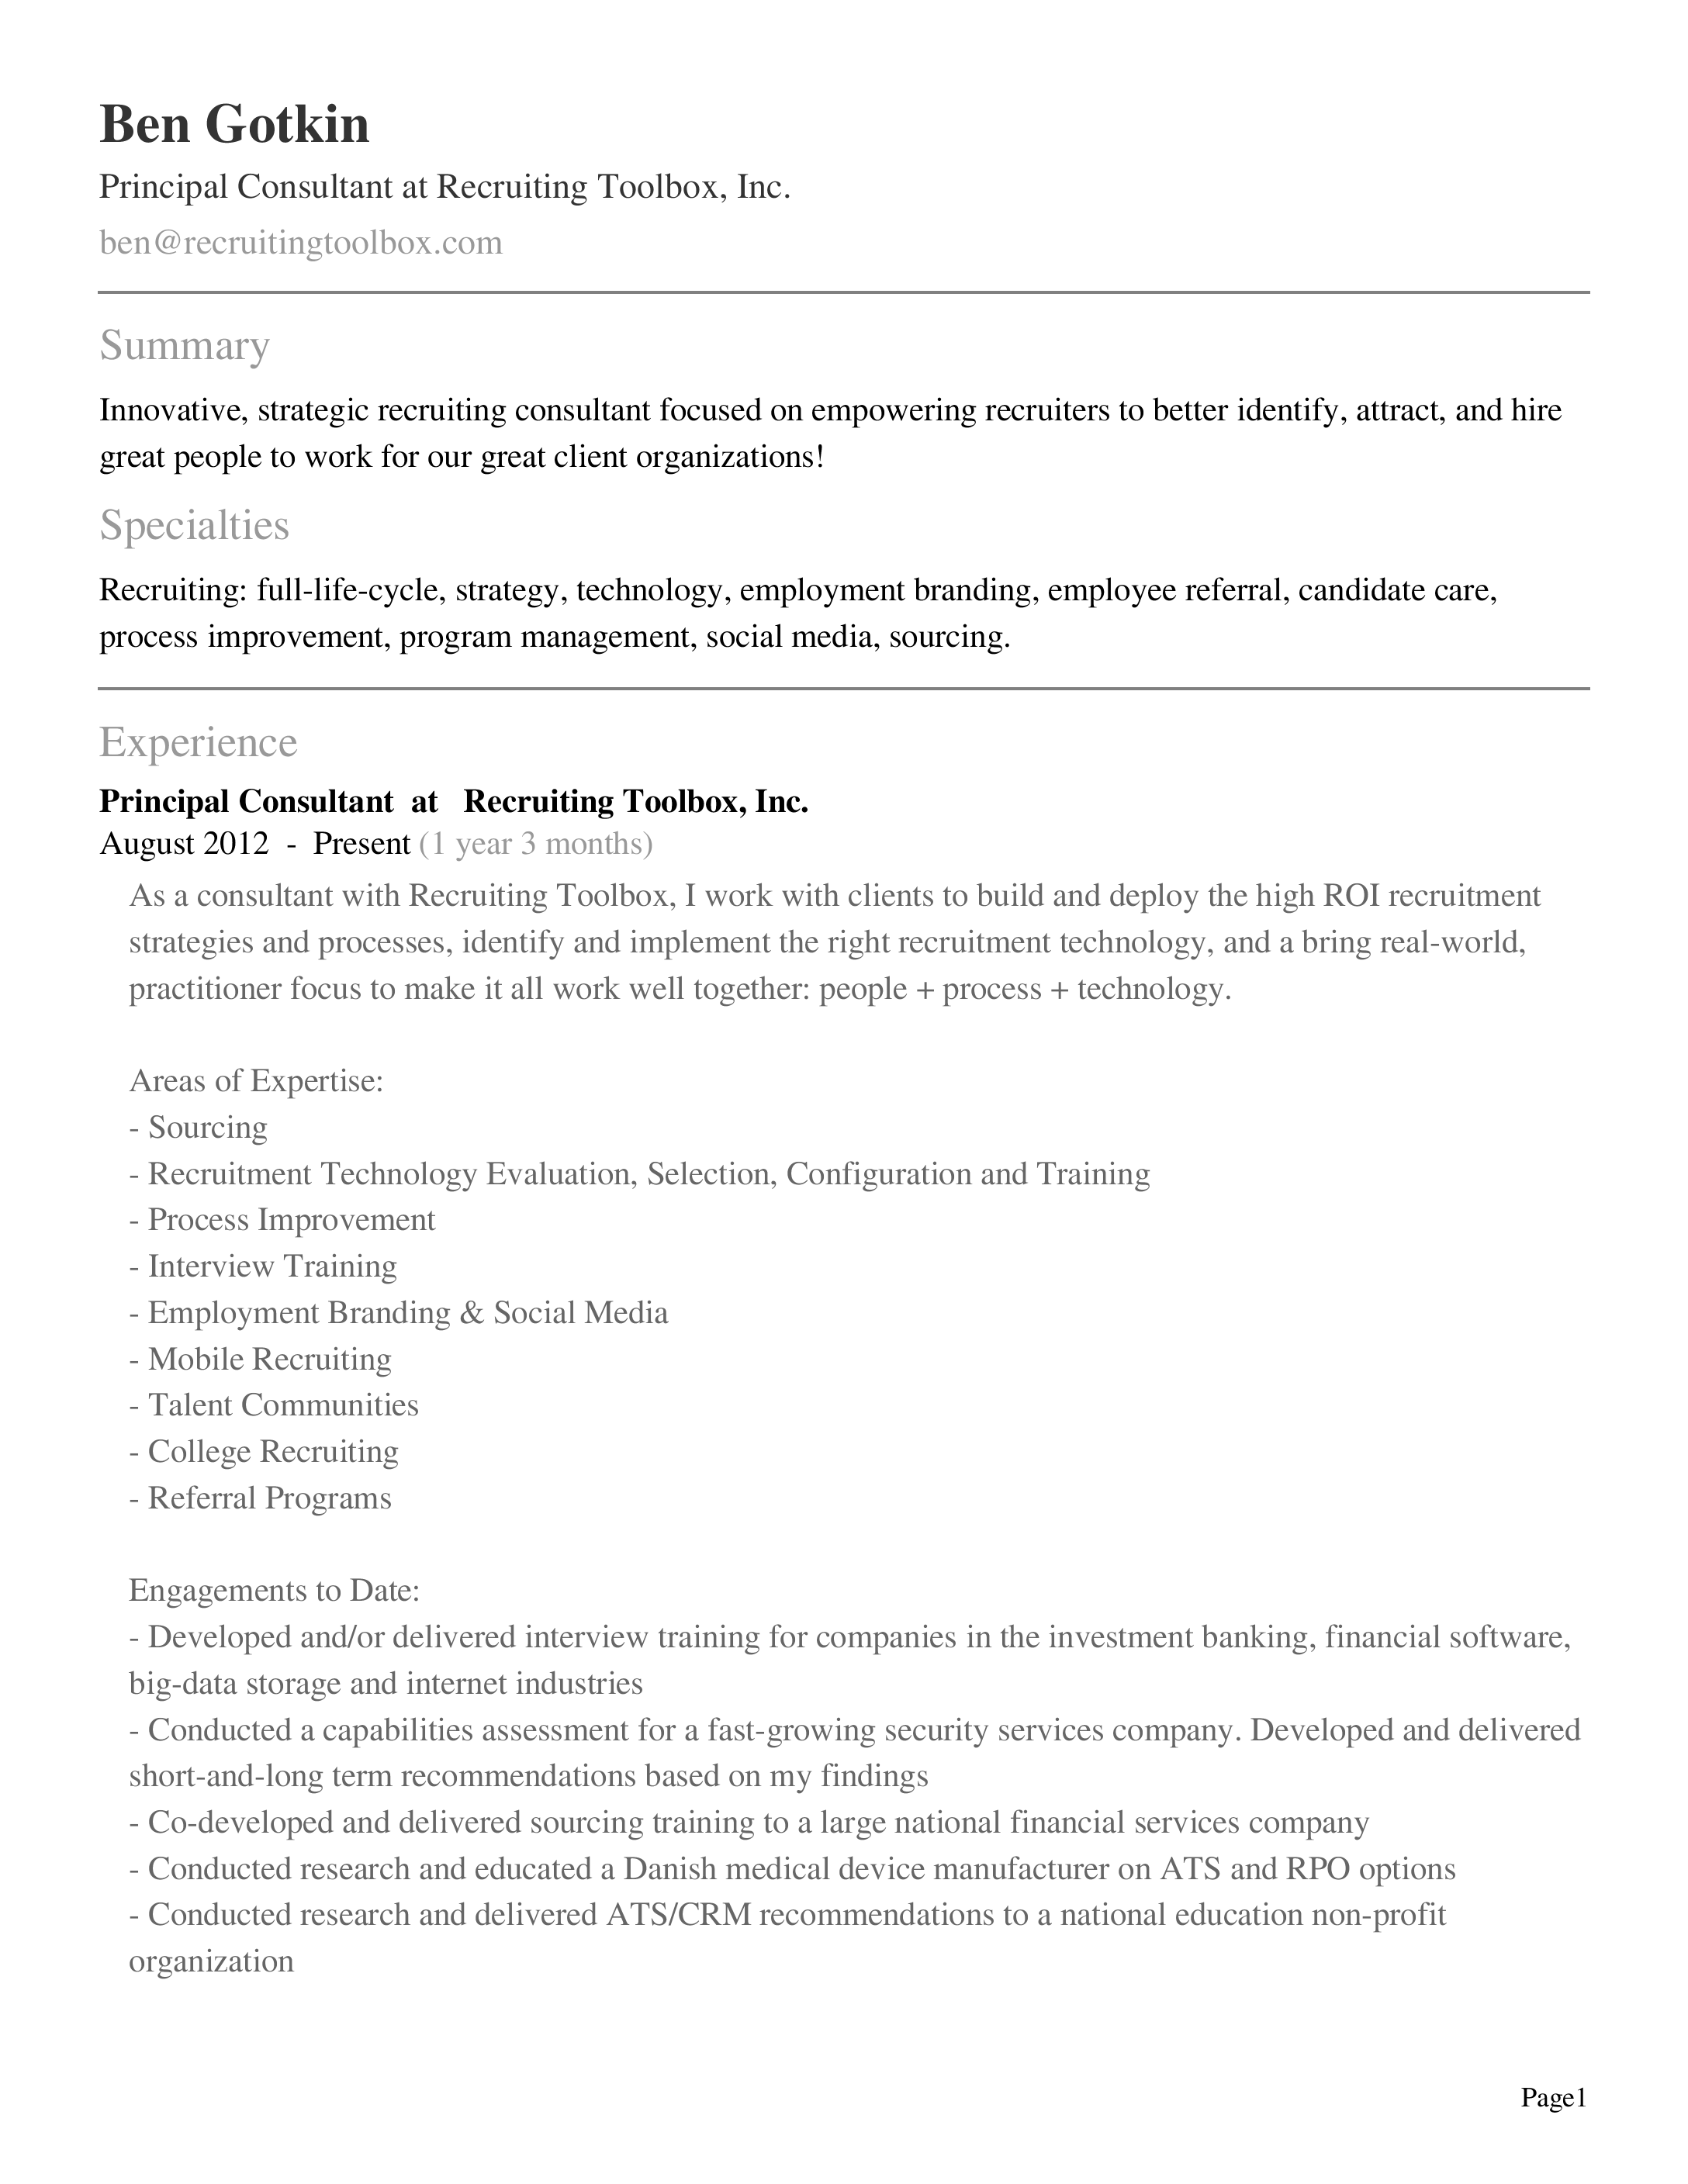 Ben Gotkin
Principal Consultant at Recruiting Toolbox, Inc.
ben@recruitingtoolbox.com
Summary
Innovative, strategic recruiting consultant focused on empowering recruiters to better identify, attract, and hire
great people to work for our great client organizations!
Specialties
Recruiting: full-life-cycle, strategy, technology, employment branding, employee referral, candidate care,
process improvement, program management, social media, sourcing.
Experience
Principal Consultant at Recruiting Toolbox, Inc.
August 2012 - Present (1 year 3 months)
As a consultant with Recruiting Toolbox, I work with clients to build and deploy the high ROI recruitment
strategies and processes, identify and implement the right recruitment technology, and a bring real-world,
practitioner focus to make it all work well together: people + process + technology.
Areas of Expertise:
- Sourcing
- Recruitment Technology Evaluation, Selection, Configuration and Training
- Process Improvement
- Interview Training
- Employment Branding & Social Media
- Mobile Recruiting
- Talent Communities
- College Recruiting
- Referral Programs
Engagements to Date:
- Developed and/or delivered interview training for companies in the investment banking, financial software,
big-data storage and internet industries
- Conducted a capabilities assessment for a fast-growing security services company. Developed and delivered
short-and-long term recommendations based on my findings
- Co-developed and delivered sourcing training to a large national financial services company
- Conducted research and educated a Danish medical device manufacturer on ATS and RPO options
- Conducted research and delivered ATS/CRM recommendations to a national education non-profit
organization
Page1